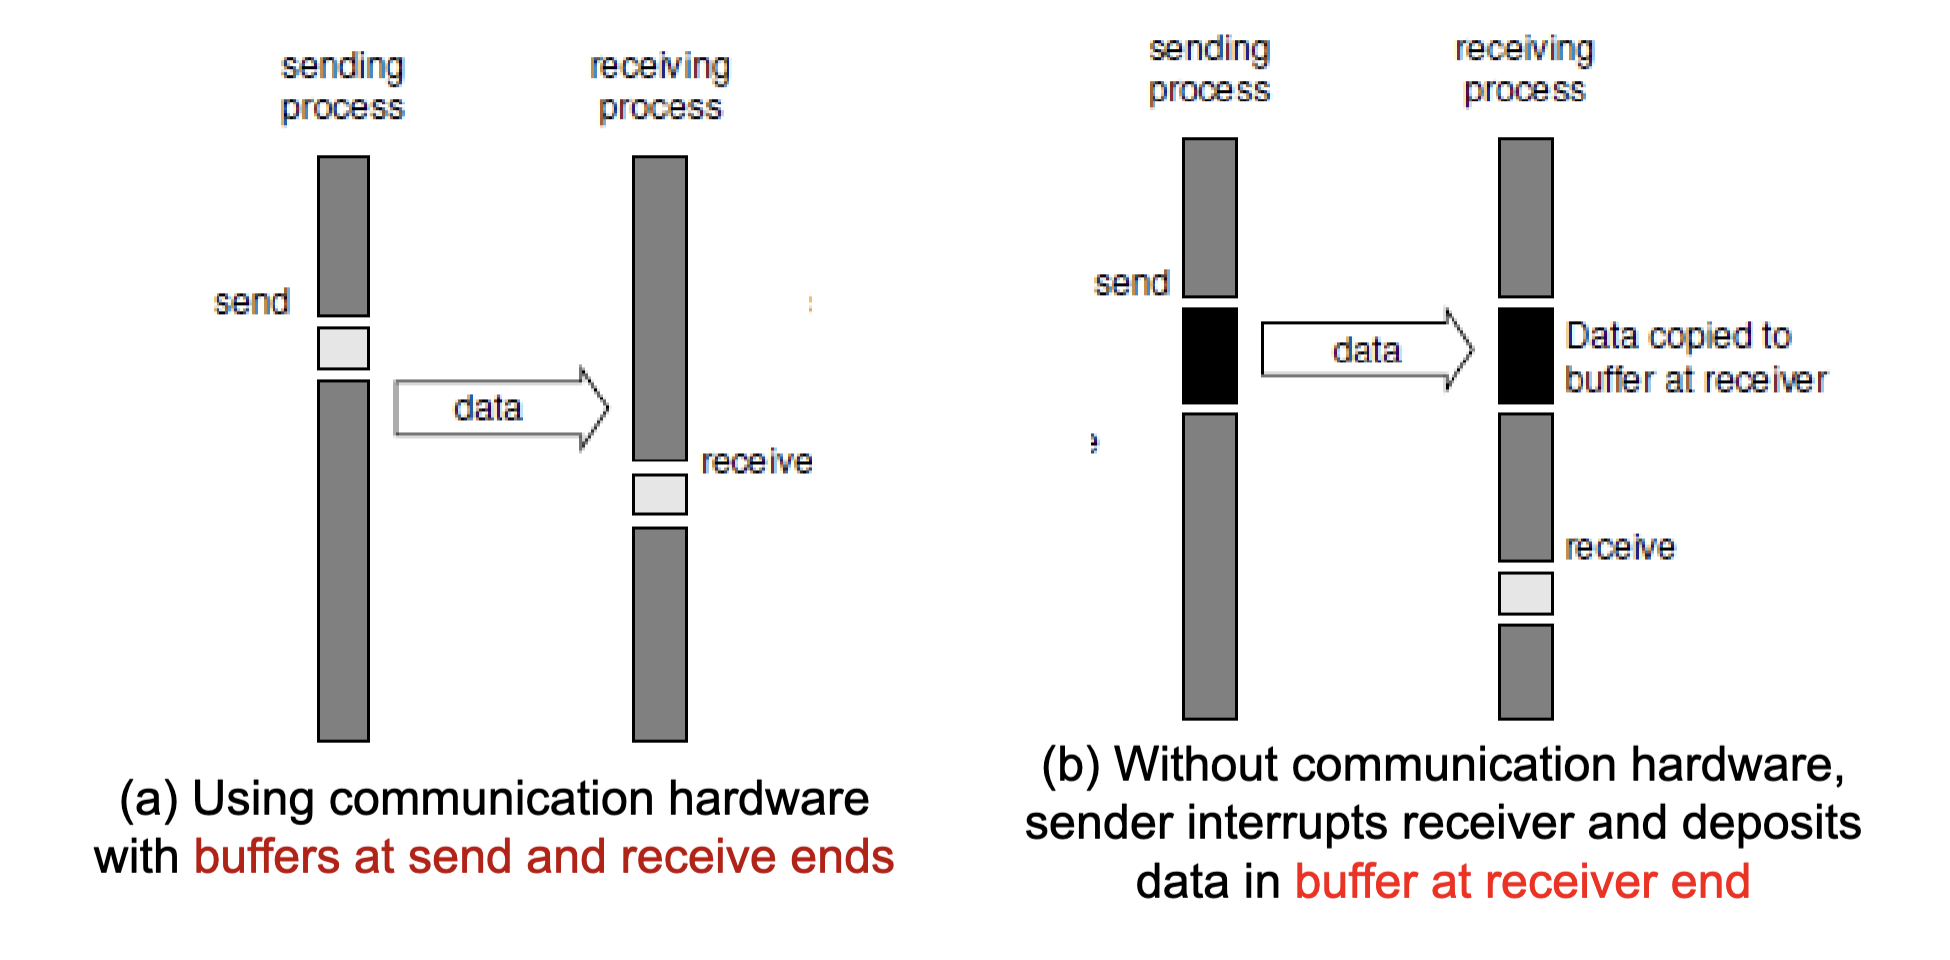 sending
process
receiving
process
send
data
receive
(a) Using communication hardware
with buffers at send and receive ends
sending
process
receiving
process
send
data
Data copied to
buffer at receiver
receive
(b) Without communication hardware,
sender interrupts receiver and deposits
data in buffer at receiver end